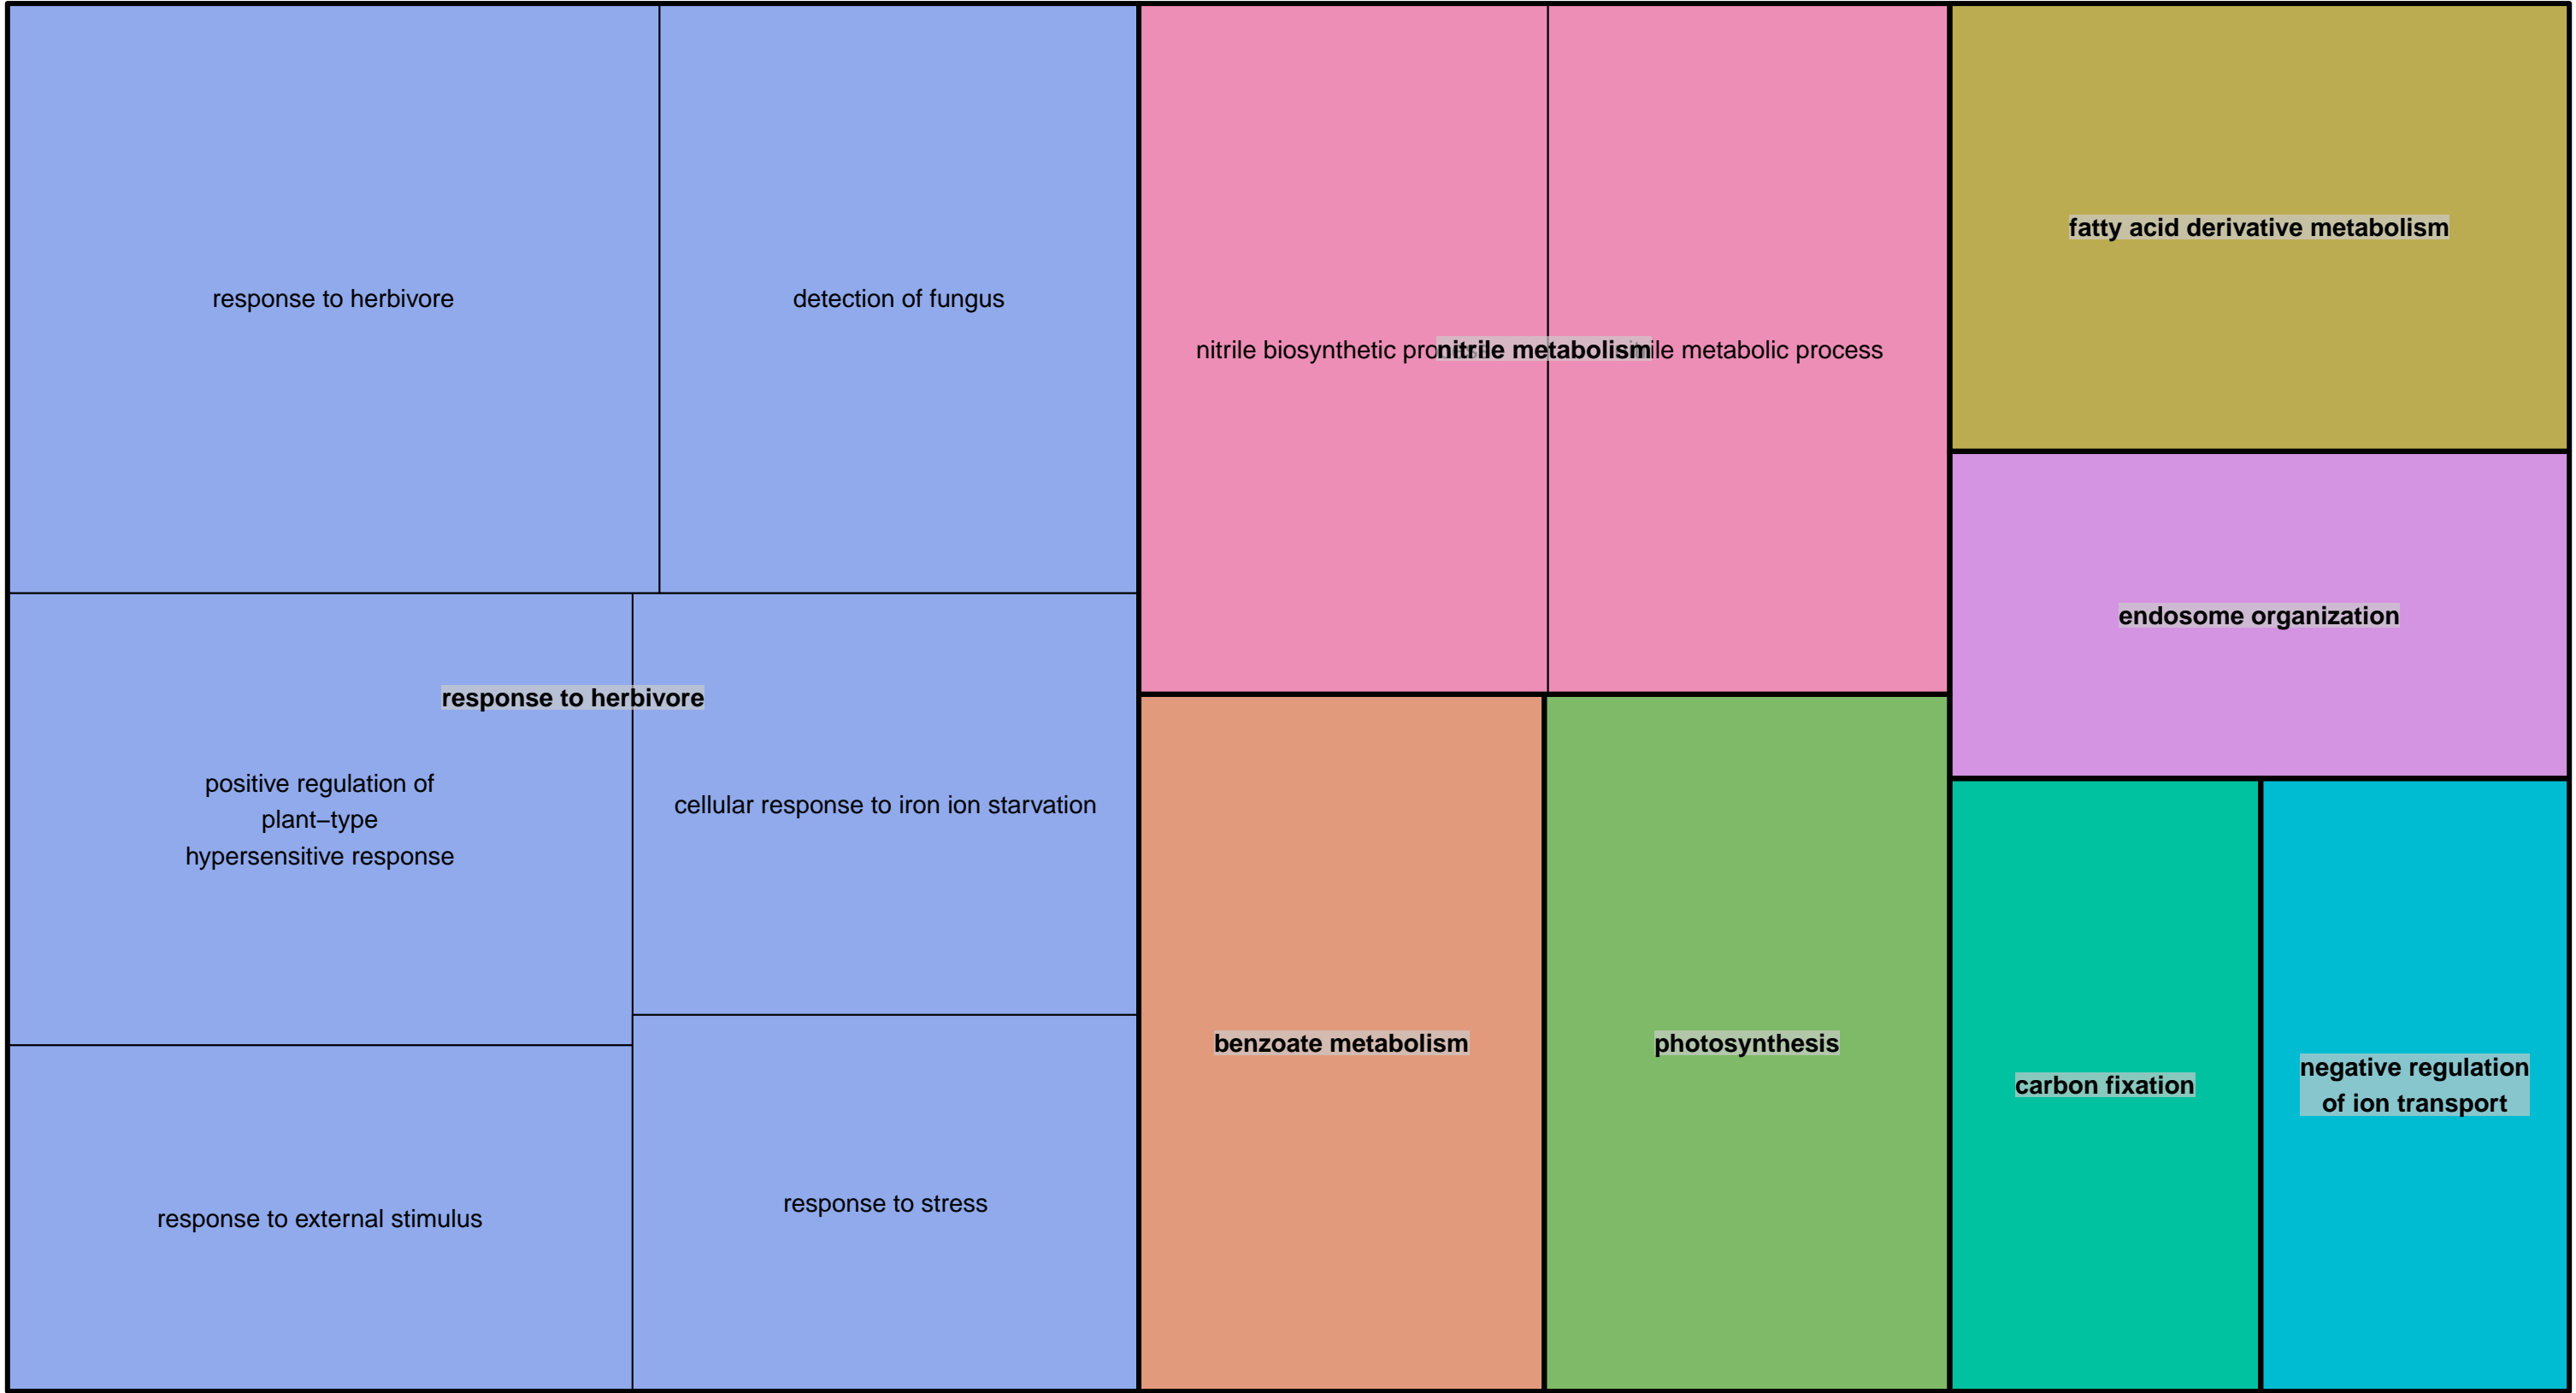 response to herbivore
detection of fungus
response to herbivore
positive regulation of
plant−type
hypersensitive response
cellular response to iron ion starvation
response to external stimulus
response to stress
nitrile biosynthetic process
nitrile metabolism
nitrile metabolic process
benzoate metabolism
photosynthesis
fatty acid derivative metabolism
endosome organization
carbon fixation
negative regulation
of ion transport